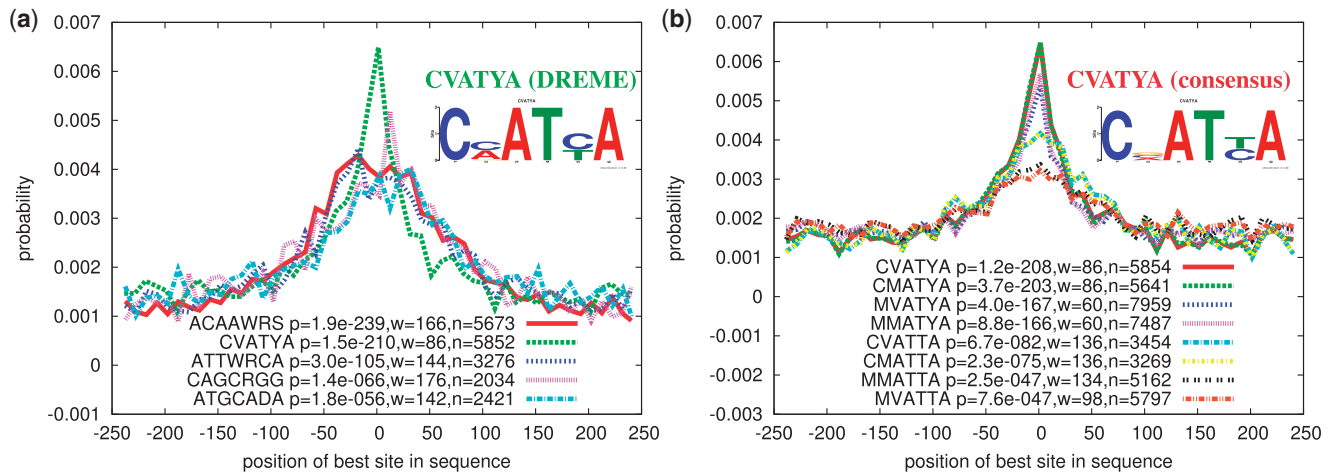 (a)
0.007
0.006
0.005
0.004
0.003
0.002
0.001
0
-0.001
probability
-250 -200 -150 -100 -50 0 50 100 150 200 250
position of best site in sequence
CVATYA (DREME)
CVATYA
CCATCA
ATT
ACAAWRS p=1.9e-239,w=166,n=5673
CVATYA p=1.5e-210,w=86,n=5852
ATTWRCA p=3.0e-105,w=144,n=3276
CAGCRGG p=1.4e-066,w=176,n=2034
ATGCADA p=1.8e-056,w=142,n=2421
(b)
0.007
0.006
0.005
0.004
0.003
0.002
0.001
0
-0.001
-0.002
-0.003
probability
-250 -200 -150 -100 -50 0 50 100 150 200 250
position of best site in sequence
CVATYA (consensus)
CVATYA
C ATTA
C
CVATYA p=1.2e-208,w=86,n=5854
CMATYA p=3.7e-203,w=86,n=5641
MVATYA p=4.0e-167,w=60,n=7959
MMATYA p=8.8e-166,w=60,n=7487
CVATTA p=6.7e-082,w=136,n=3454
CMATTA p=2.3e-075,w=136,n=3269
MMATTA p=2.5e-047,w=134,n=5162
MVATTA p=7.6e-047,w=98,n=5797